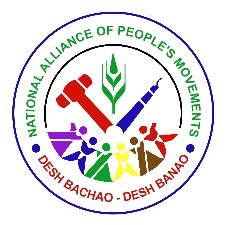 NATIONAL ALLIANCE OF PEOPLE'S MOVEMENTS
DESH BACHAO - DESH BANAO